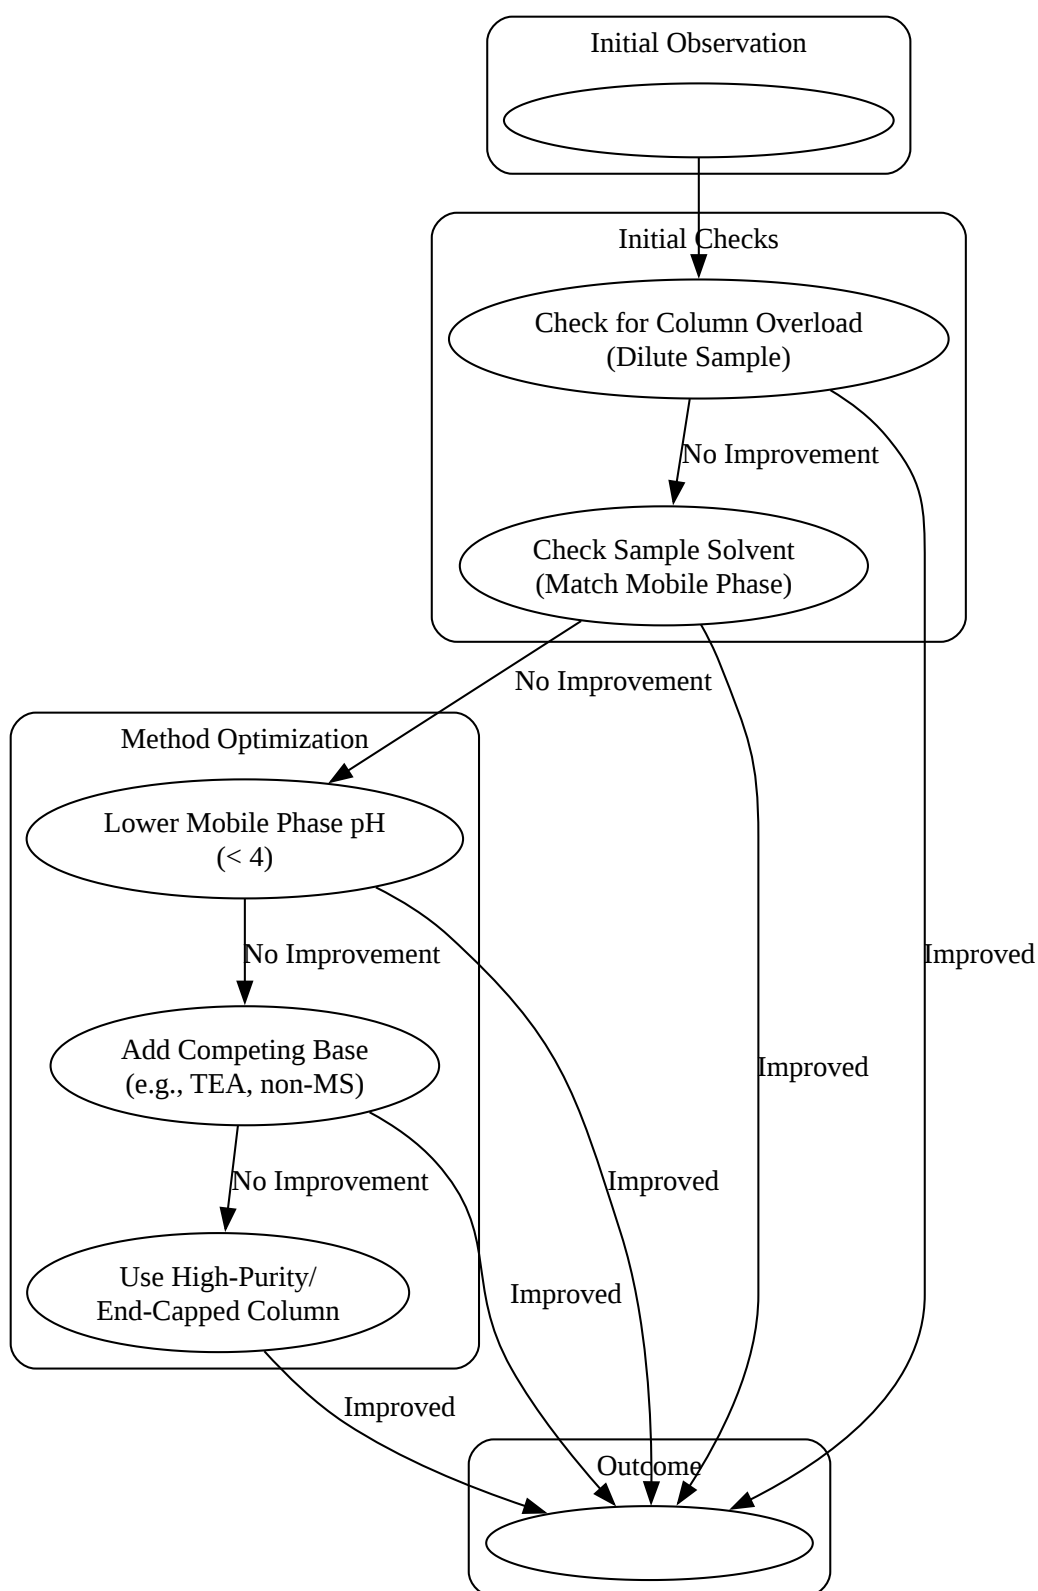 Initial Observation
Initial Checks
Check for Column Overload
(Dilute Sample)
No Improvement
Check Sample Solvent
(Match Mobile Phase)
No Improvement
Method Optimization
Lower Mobile Phase pH
(< 4)
No Improvement
Improved
Add Competing Base
(e.g., TEA, non-MS)
Improved
No Improvement
Improved
Use High-Purity/
End-Capped Column
Improved
Improved
Outcome